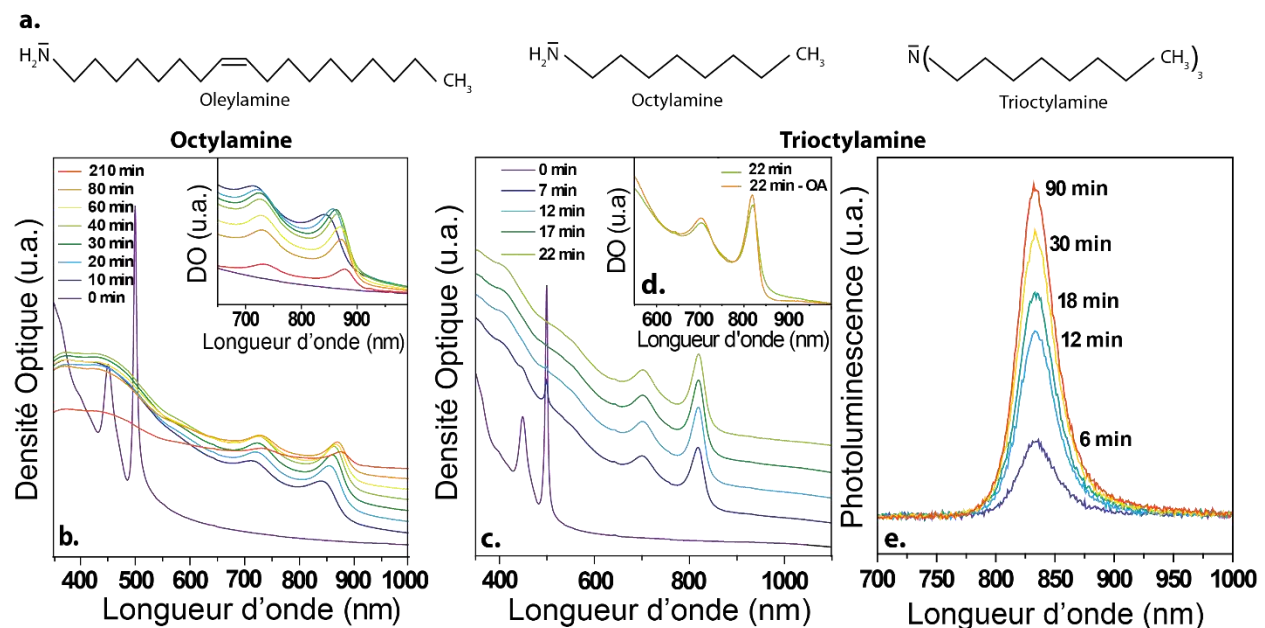 a.
H₂N̅
CH₃
Oleylamine
H₂N̅
CH₃
Octylamine
N̅(
CH₃)₃
Trioctylamine
Octylamine
Trioctylamine
210 min
80 min
60 min
40 min
30 min
20 min
10 min
0 min
DO (u.a.)
700 800 900
Longueur d'onde (nm)
Densité Optique (u.a.)
b.
400 500 600 700 800 900 1000
Longueur d'onde (nm)
0 min
7 min
12 min
17 min
22 min
22 min
22 min - OA
DO (u.a)
d.
600 700 800 900 1000
Longueur d'onde (nm)
Densité Optique (u.a.)
c.
400 600 800 1000
Longueur d'onde (nm)
90 min
30 min
18 min
12 min
6 min
Photoluminescence (u.a.)
e.
700 750 800 850 900 950 1000
Longueur d'onde (nm)